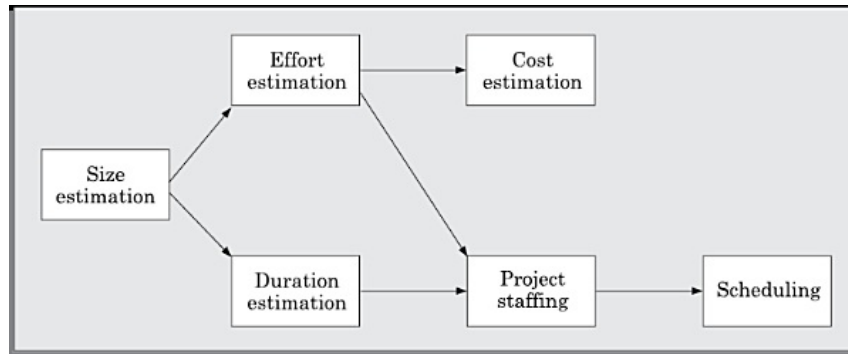 Effort
estimation
Cost
estimation
Size
estimation
Duration
estimation
Project
staffing
Scheduling